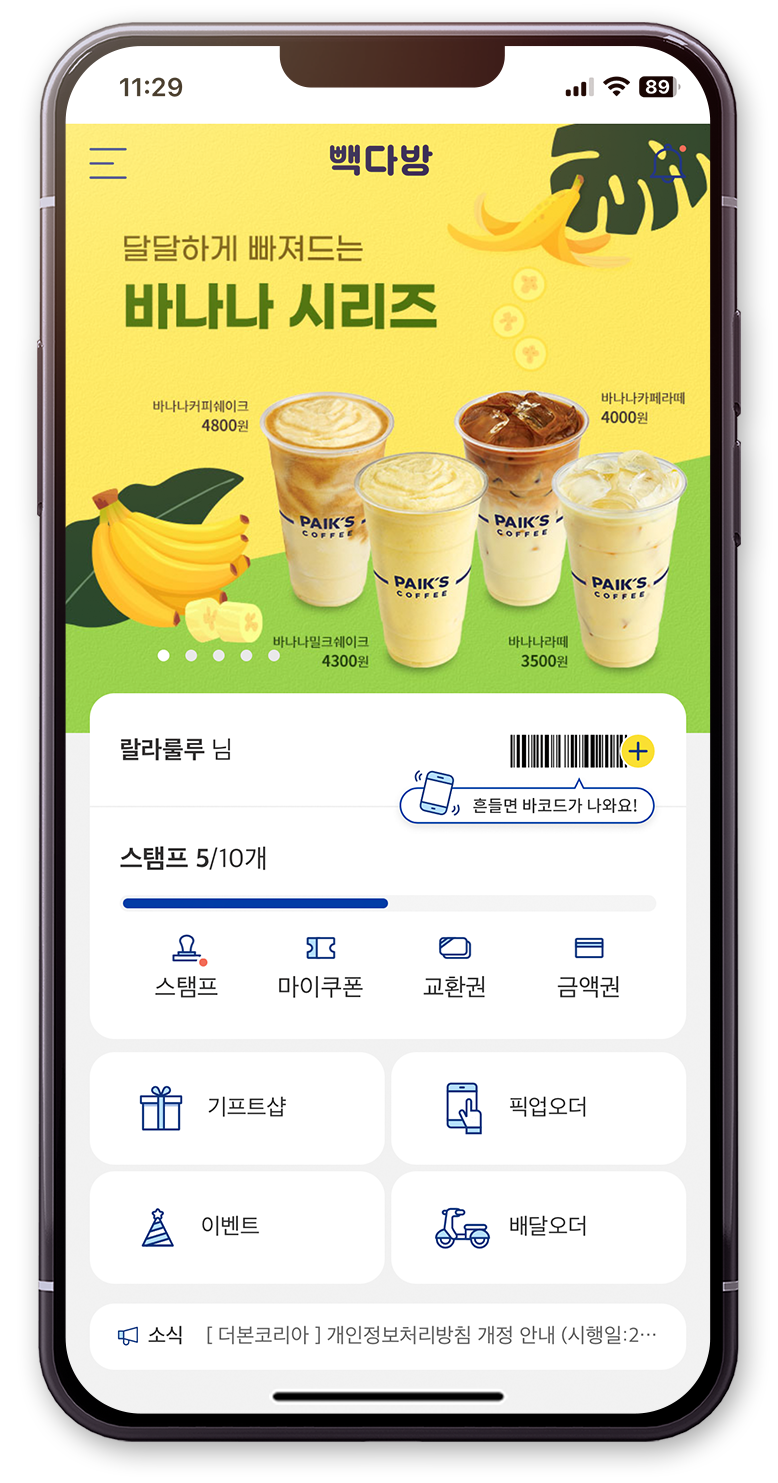 11:29
89
빽다방
달달하게 빠져드는
바나나 시리즈
바나나커피쉐이크
4800원
바나나카페라떼
4000원
PAIK'S
COFFEE
PAIK'S
COFFEE
PAIK'S
COFFEE
PAIK'S
COFFEE
바나나밀크쉐이크
4300원
바나나라떼
3500원
랄라룰루 님
흔들면 바코드가 나와요!
스탬프 5/10개
스탬프
마이쿠폰
교환권
금액권
기프트샵
픽업오더
이벤트
배달오더
소식 [ 더본코리아 ] 개인정보처리방침 개정 안내 (시행일:2···